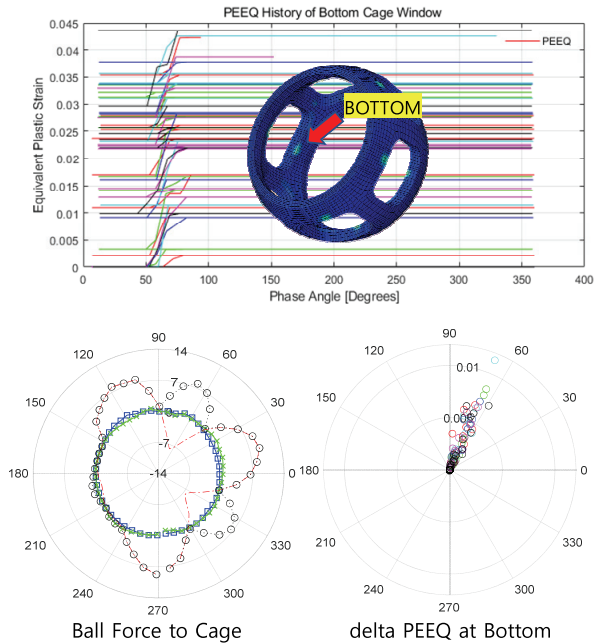 PEEQ History of Bottom Cage Window
0.045
0.04
0.035
0.03
0.025
0.02
0.015
0.01
0.005
0
Equivalent Plastic Strain
PEEQ
BOTTOM
0 50 100 150 200 250 300 350 400
Phase Angle [Degrees]
90
120 60
14
150 30
7
-7
180 -14 0
210 330
240 300
270
Ball Force to Cage
90
120 60
0.01
150 30
0.005
180 0 0
210 330
240 300
270
delta PEEQ at Bottom